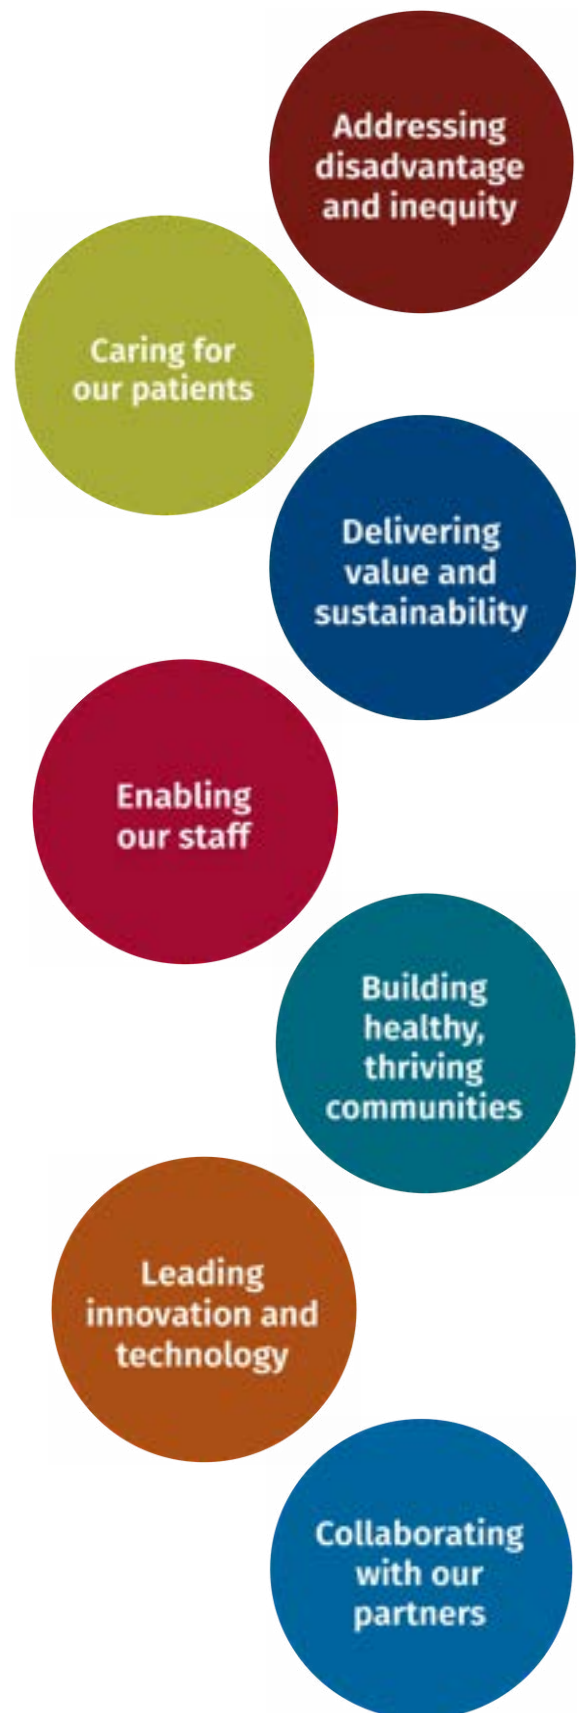 Addressing
disadvantage
and inequity
Caring for
our patients
Delivering
value and
sustainability
Enabling
our staff
Building
healthy,
thriving
communities
Leading
innovation and
technology
Collaborating
with our
partners